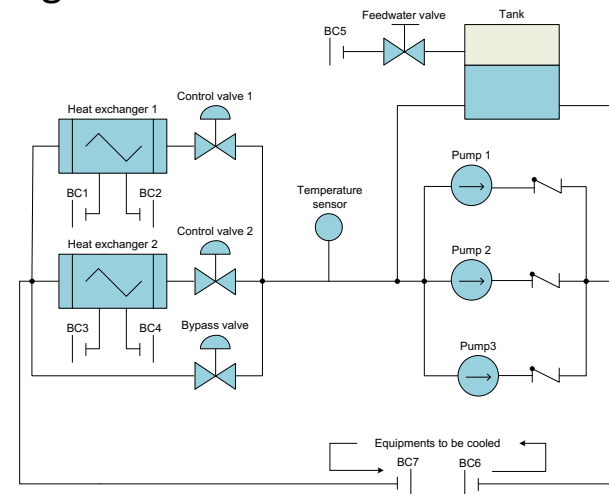 Feedwater valve
Tank
BC5
Control valve 1
Heat exchanger 1
Pump 1
BC1
BC2
Temperature
sensor
Control valve 2
Heat exchanger 2
Pump 2
BC3
BC4
Bypass valve
Pump3
Equipments to be cooled
BC7
BC6